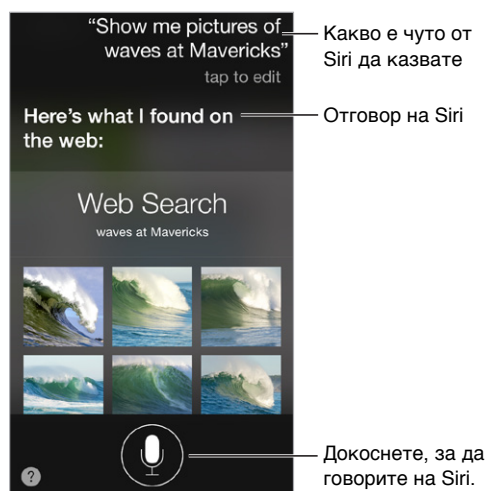 “Show me pictures of
waves at Mavericks”
tap to edit
Какво е чуто от
Siri да казвате
Here’s what I found on
the web:
Отговор на Siri
Web Search
waves at Mavericks
?
Докоснете, за да
говорите на Siri.